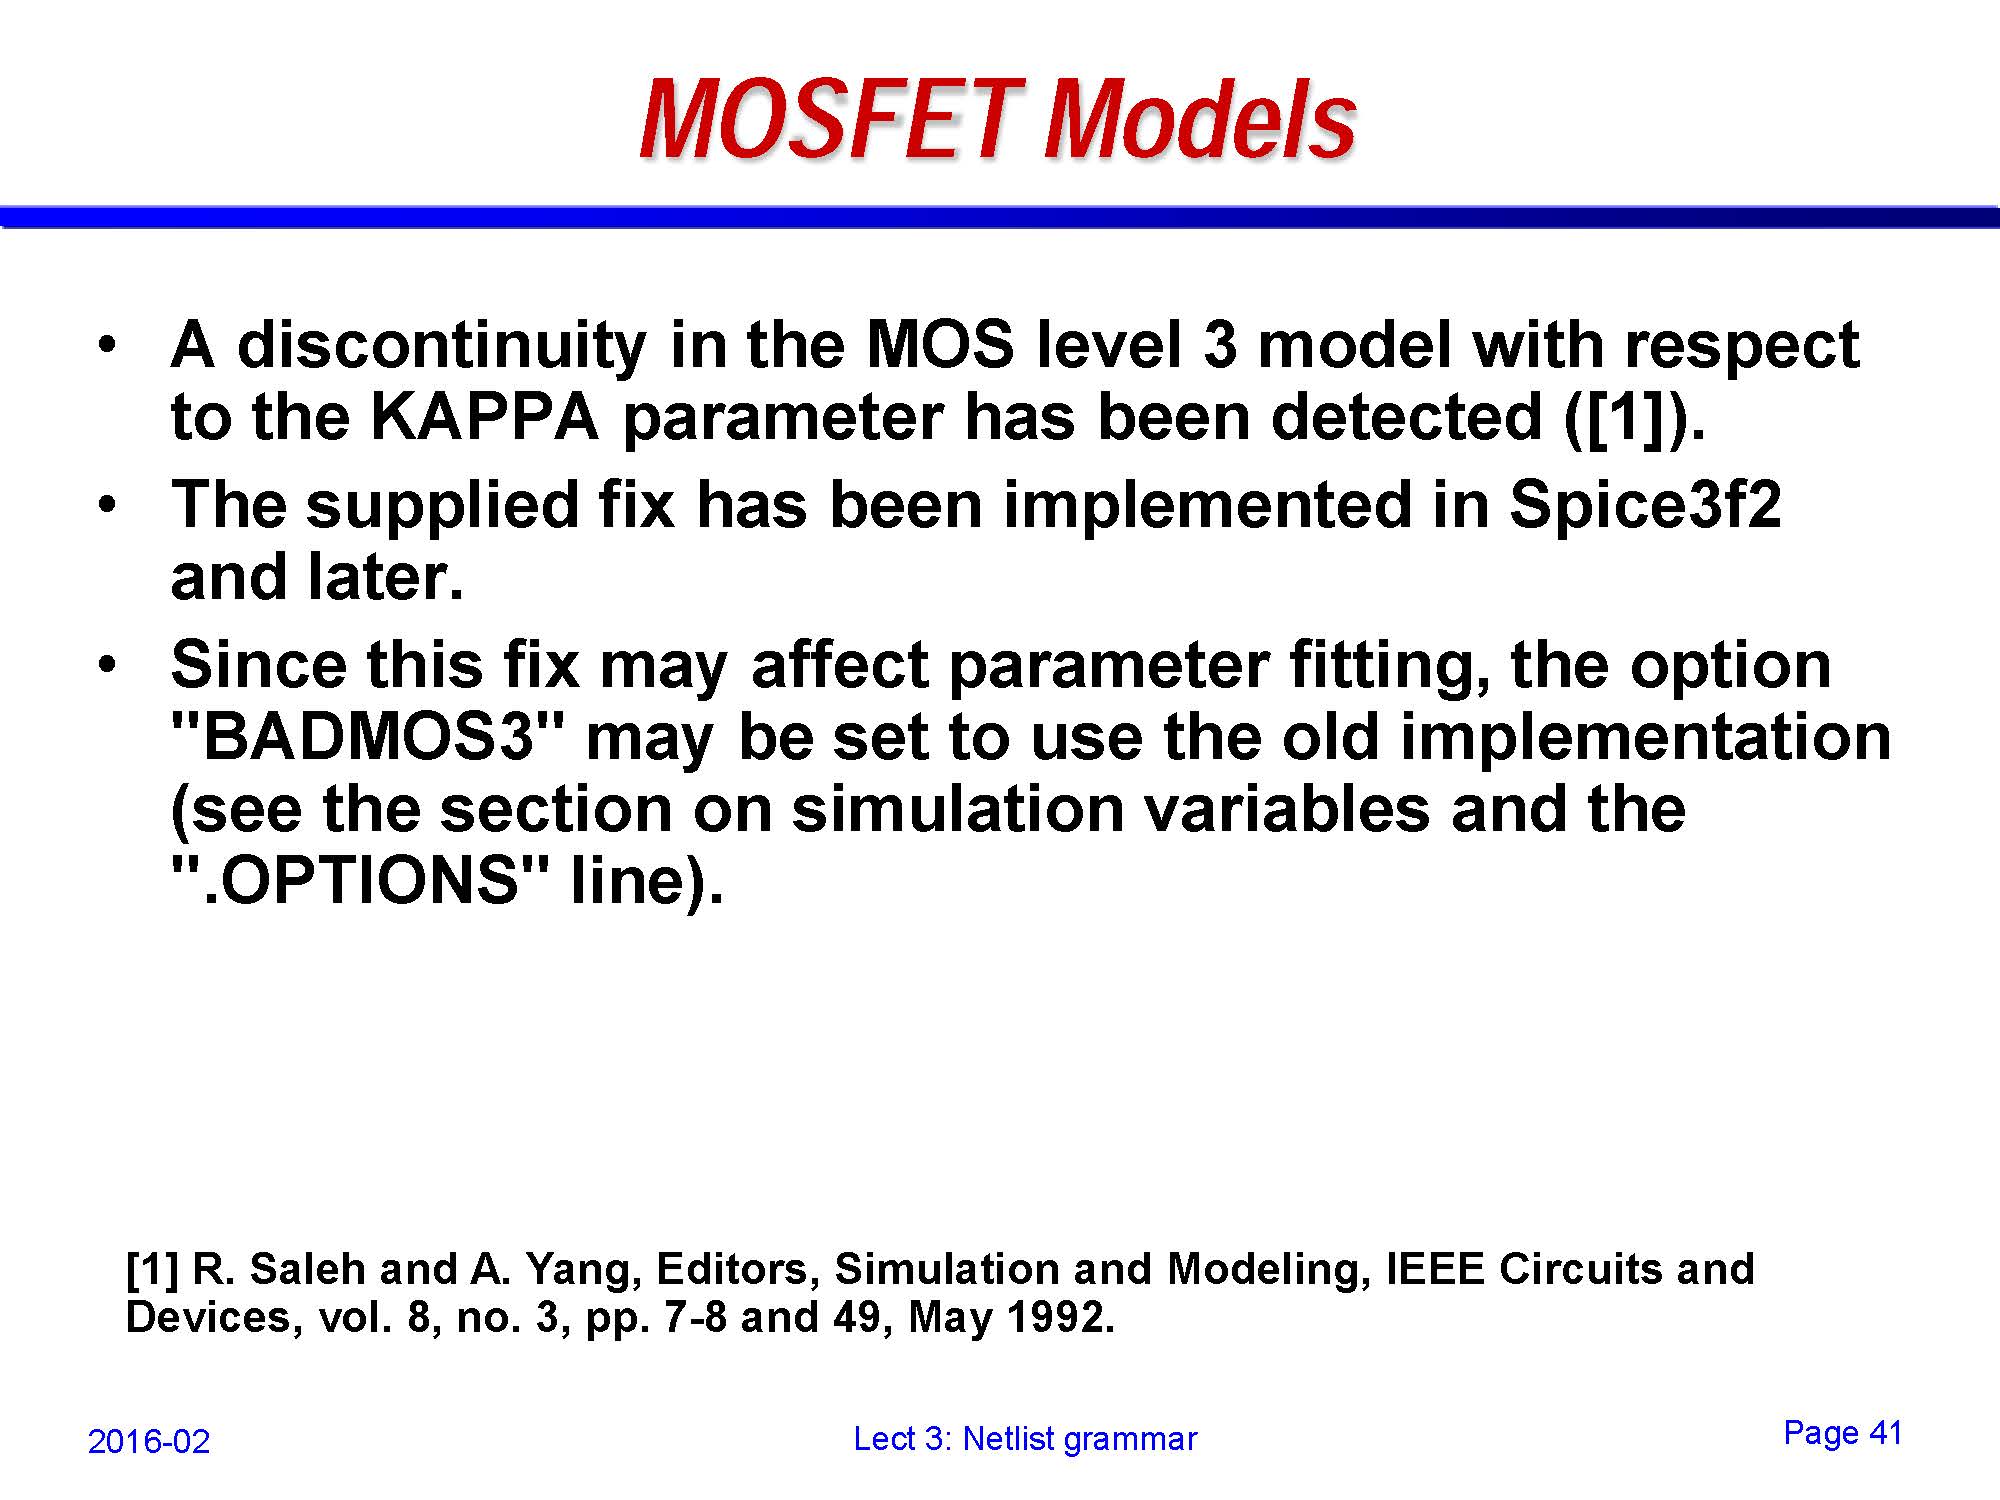 MOSFET Models
• A discontinuity in the MOS level 3 model with respect
to the KAPPA parameter has been detected ([1]).
• The supplied fix has been implemented in Spice3f2
and later.
• Since this fix may affect parameter fitting, the option
"BADMOS3" may be set to use the old implementation
(see the section on simulation variables and the
".OPTIONS" line).
[1] R. Saleh and A. Yang, Editors, Simulation and Modeling, IEEE Circuits and
Devices, vol. 8, no. 3, pp. 7-8 and 49, May 1992.
2016-02
Lect 3: Netlist grammar
Page 41